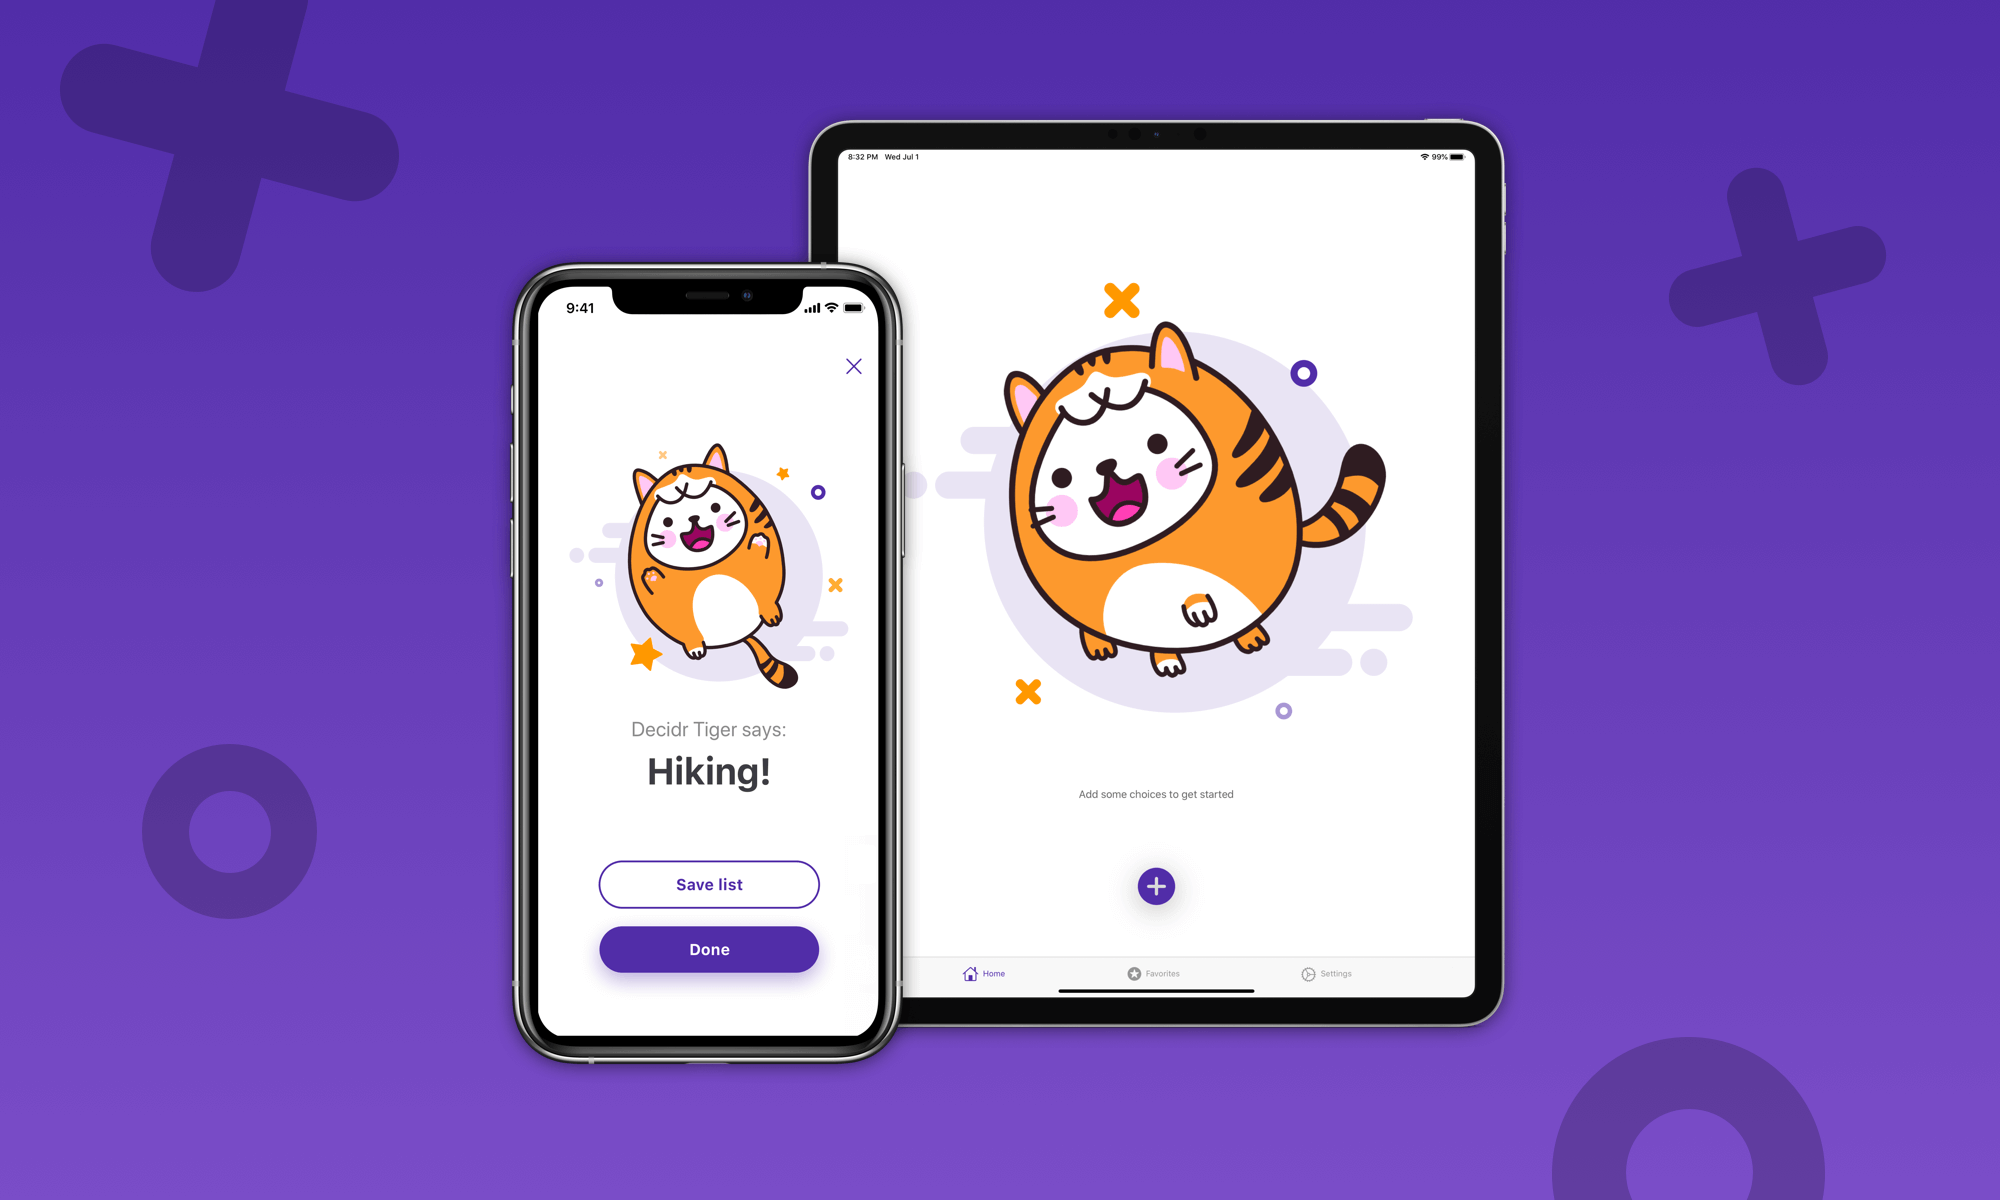 9:41
Decidr Tiger says:
Hiking!
Save list
Done
8:32 PM Wed Jul 1
99%
Add some choices to get started
Home
Favorites
Settings